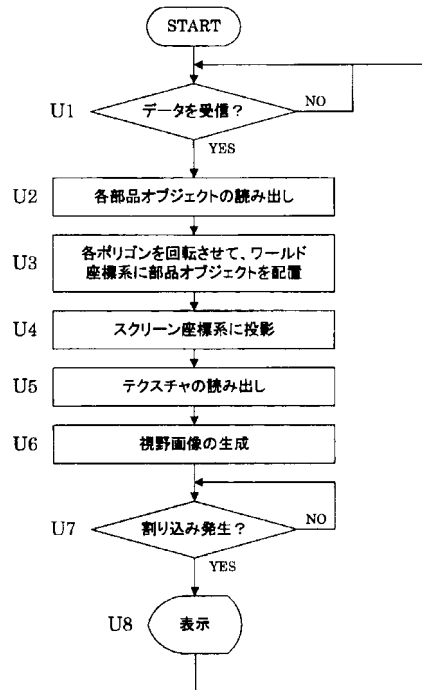 START
U1
データを受信？
NO
YES
U2
各部品オブジェクトの読み出し
U3
各ポリゴンを回転させて、ワールド
座標系に部品オブジェクトを配置
U4
スクリーン座標系に投影
U5
テクスチャの読み出し
U6
視野画像の生成
U7
割り込み発生？
NO
YES
U8
表示